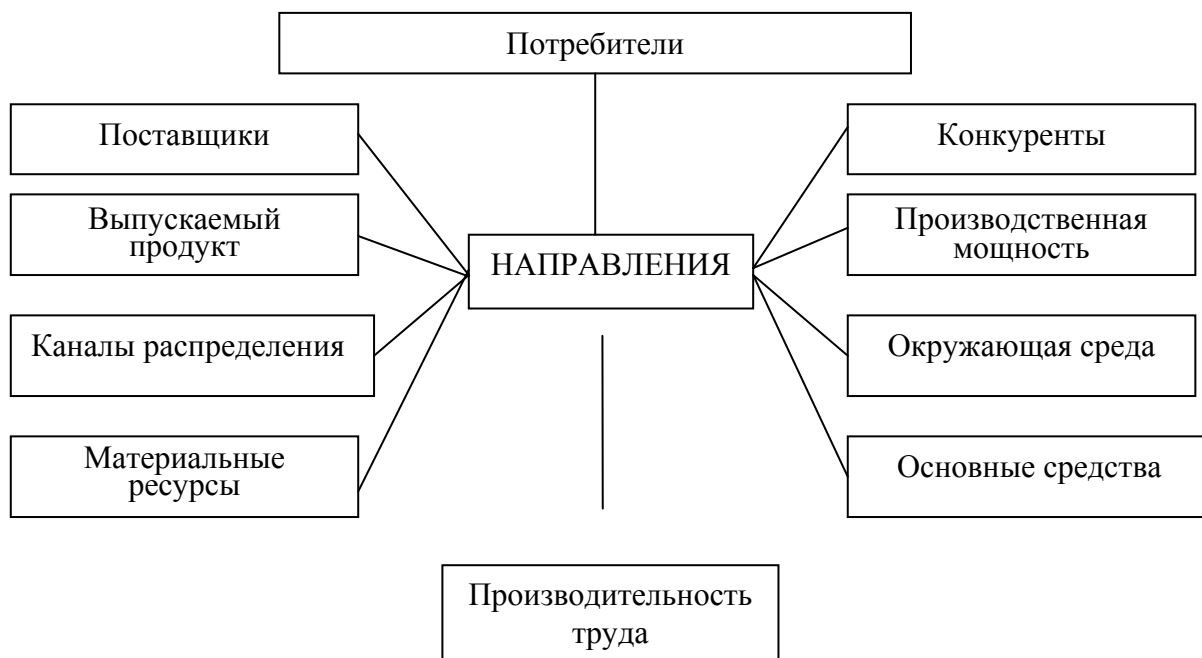 Потребители
Поставщики
Конкуренты
Выпускаемый
продукт
Производственная
мощность
НАПРАВЛЕНИЯ
Каналы распределения
Окружающая среда
Материальные
ресурсы
Основные средства
Производительность
труда